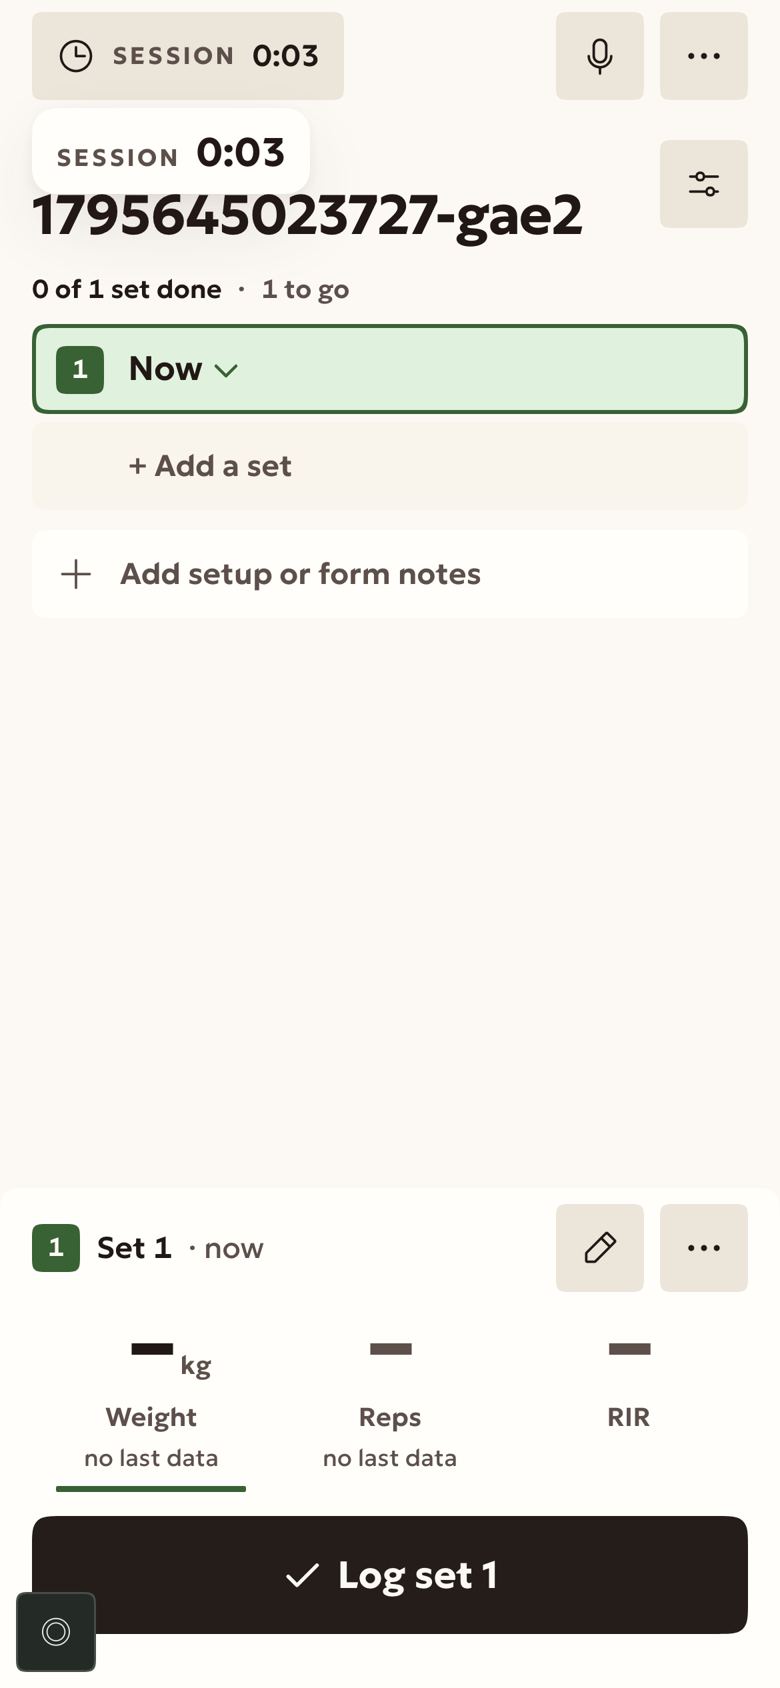 SESSION 0:03
SESSION 0:03
1795645023727-gae2
0 of 1 set done · 1 to go
1 Now
+ Add a set
Add setup or form notes
1 Set 1 · now
– kg – –
Weight Reps RIR
no last data no last data
Log set 1